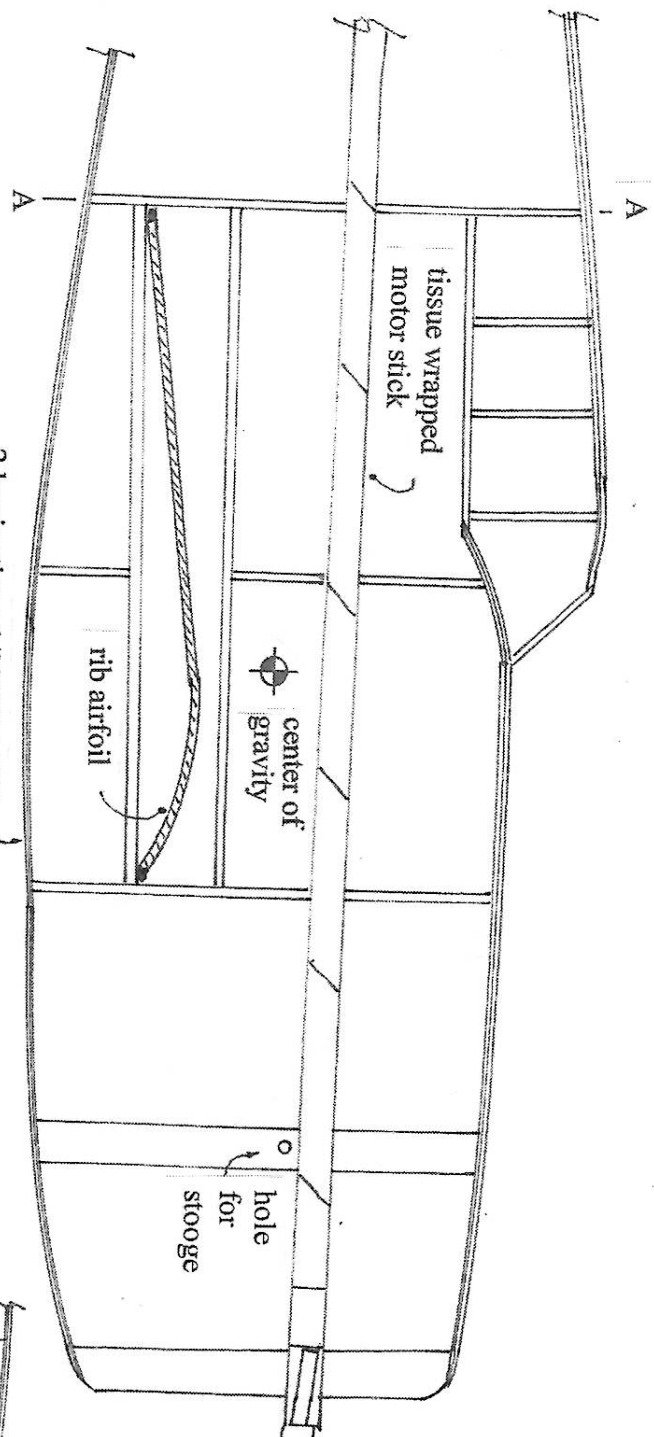 A
A
tissue wrapped
motor stick
center of
gravity
rib airfoil
hole
for
stooge